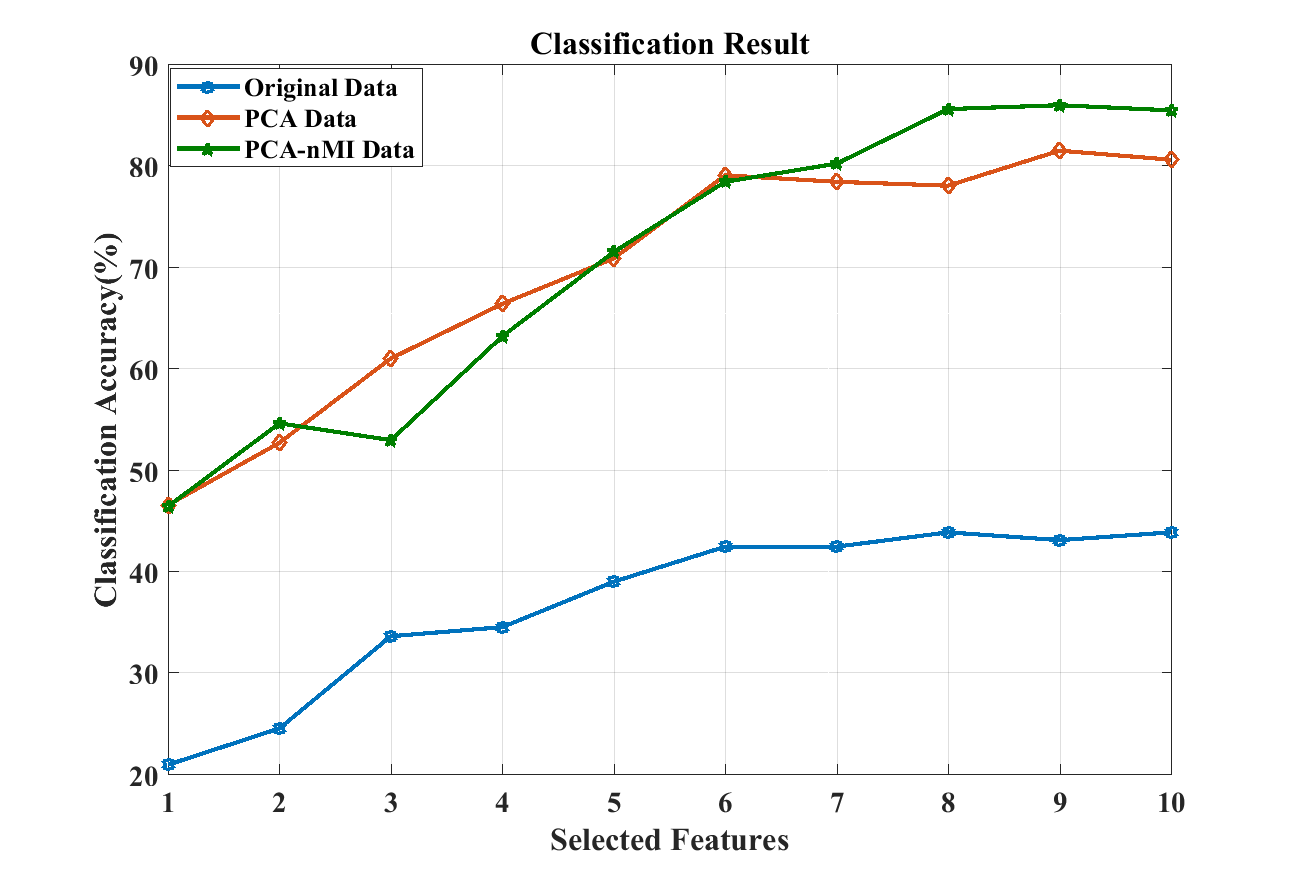 Classification Result
Original Data
PCA Data
PCA-nMI Data
Classification Accuracy(%)
90
80
70
60
50
40
30
20
1 2 3 4 5 6 7 8 9 10
Selected Features